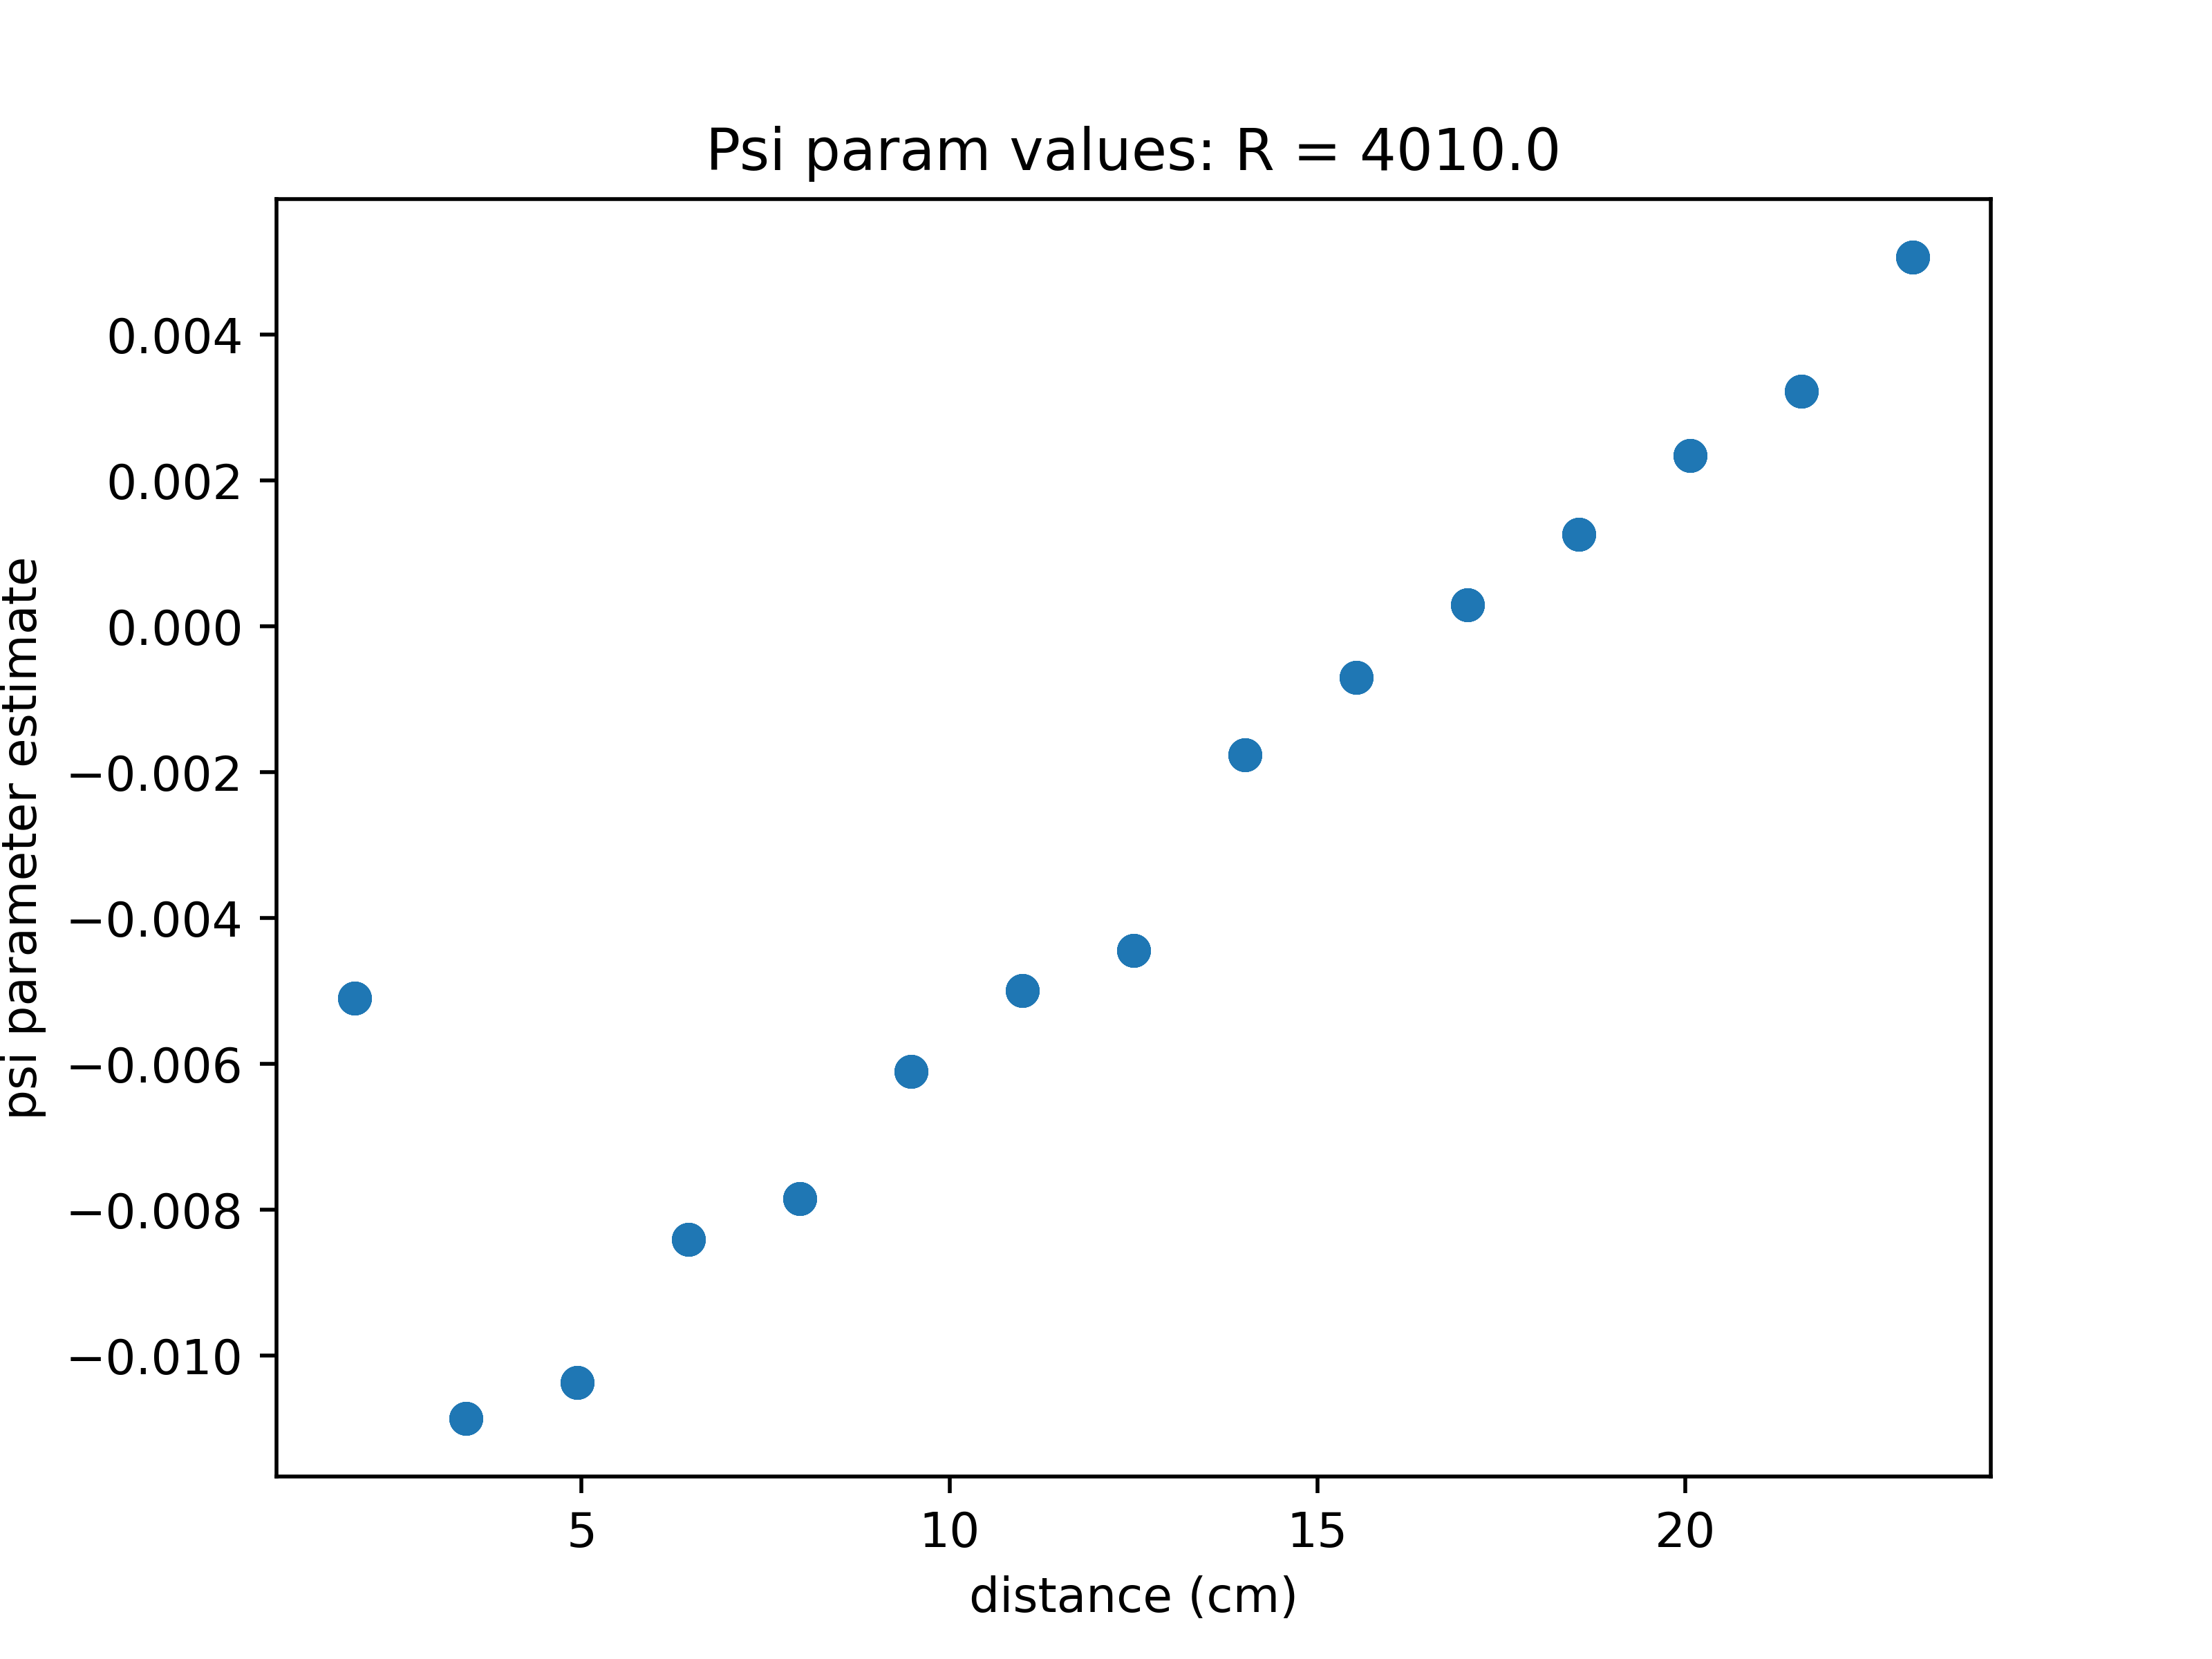 Psi param values: R = 4010.0
psi parameter estimate
0.004
0.002
0.000
−0.002
−0.004
−0.006
−0.008
−0.010
5 10 15 20
distance (cm)